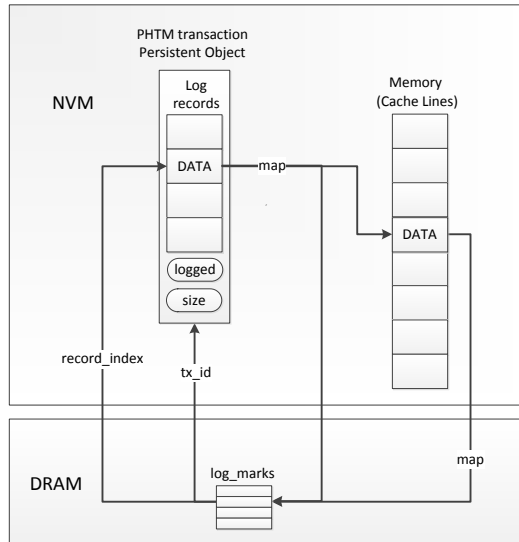 PHTM transaction
Persistent Object
NVM
Log
records
Memory
(Cache Lines)
DATA
map
DATA
logged
size
record_index
tx_id
log_marks
map
DRAM